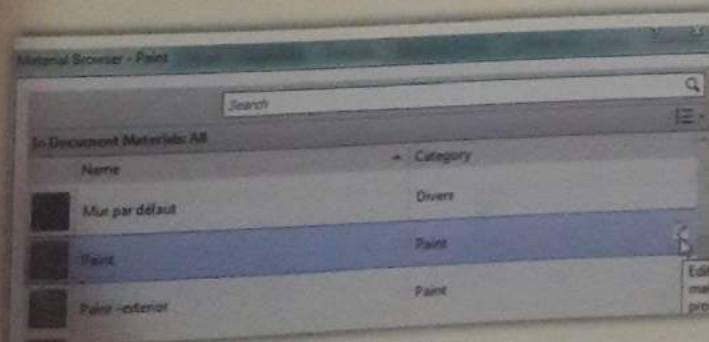 Material Browser - Paint
Search
In Document Materials: All
Name Category
Mur par défaut Divers
Paint Paint
Paint -exterior Paint